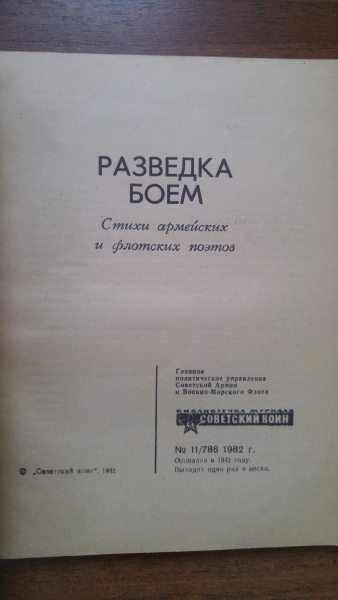 РАЗВЕДКА
БОЕМ
Стихи армейских
и флотских поэтов
Главное
политическое управление
Советской Армии
и Военно-Морского Флота
БИБЛИОТЕЧКА ЖУРНАЛА
СОВЕТСКИЙ ВОИН
№ 11/786 1982 г.
Основана в 1942 году.
Выходит один раз в месяц.
© „Советский воин“, 1982